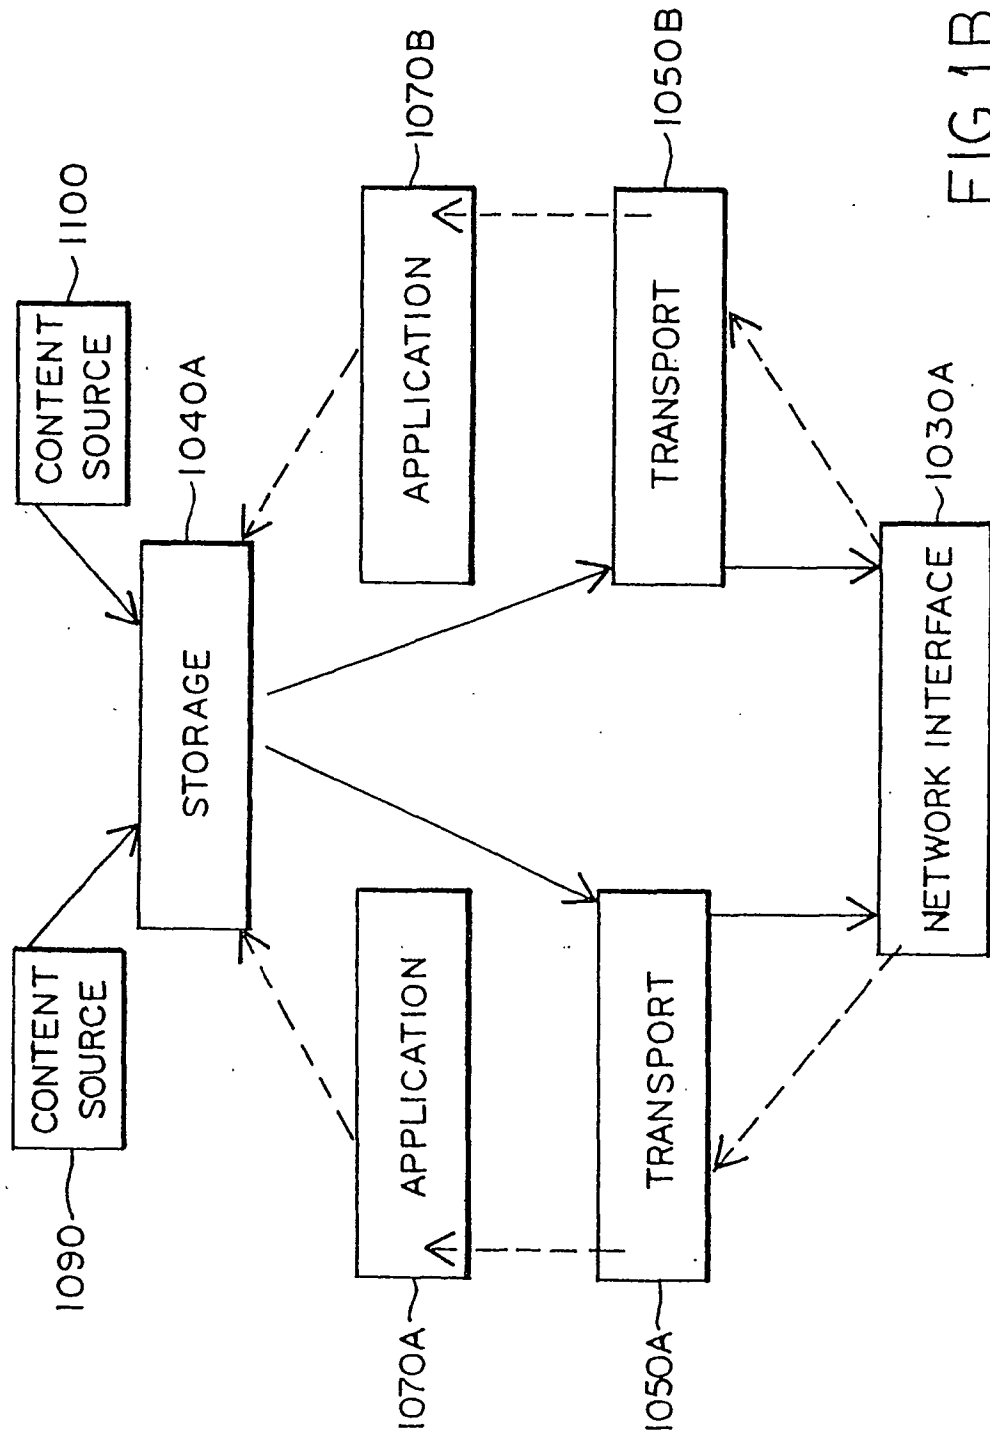 1090
CONTENT
SOURCE
CONTENT
SOURCE
1100
STORAGE
1040A
1070A
APPLICATION
APPLICATION
1070B
1050A
TRANSPORT
TRANSPORT
1050B
NETWORK INTERFACE
1030A
FIG 1B